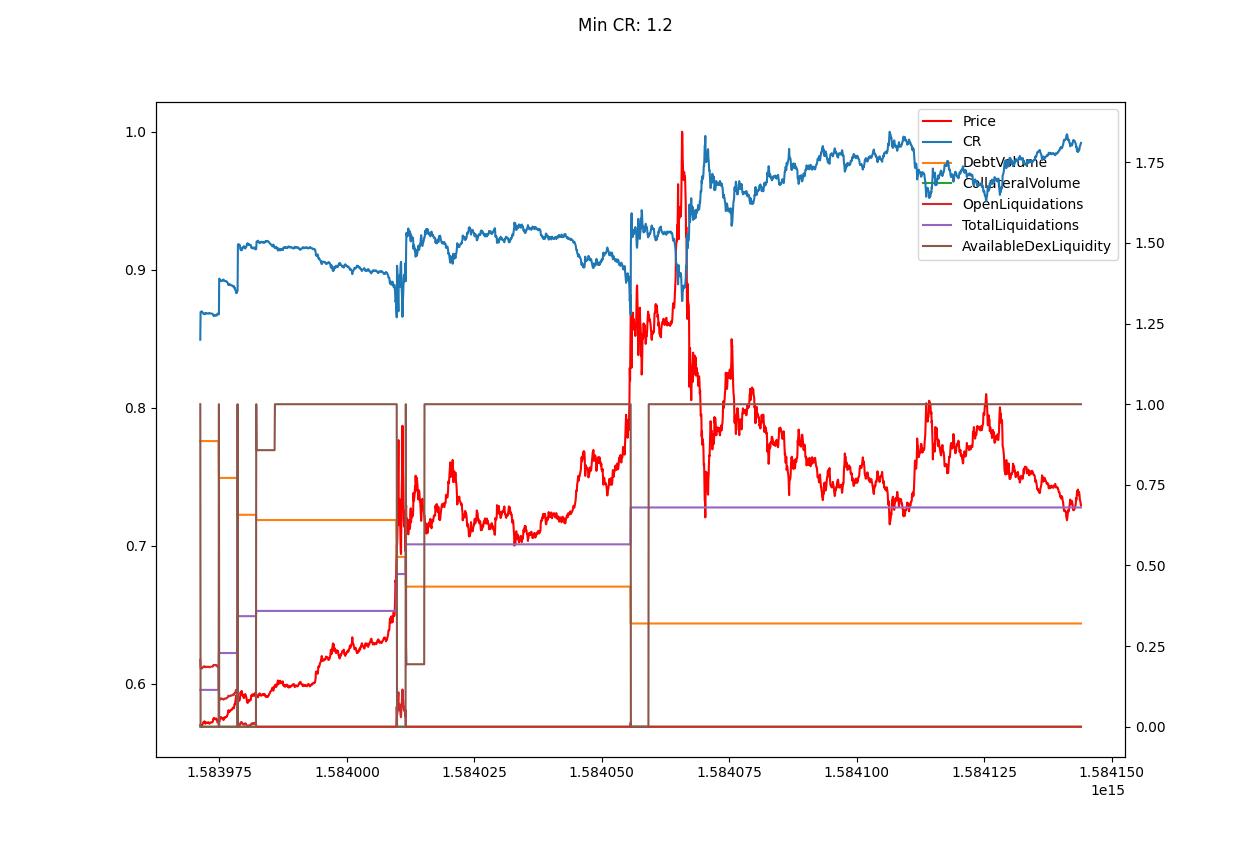 Min CR: 1.2
1.0
0.9
0.8
0.7
0.6
Price
CR
DebtVolume
CollateralVolume
OpenLiquidations
TotalLiquidations
AvailableDexLiquidity
1.75
1.50
1.25
1.00
0.75
0.50
0.25
0.00
1.583975 1.584000 1.584025 1.584050 1.584075 1.584100 1.584125 1.584150
1e15